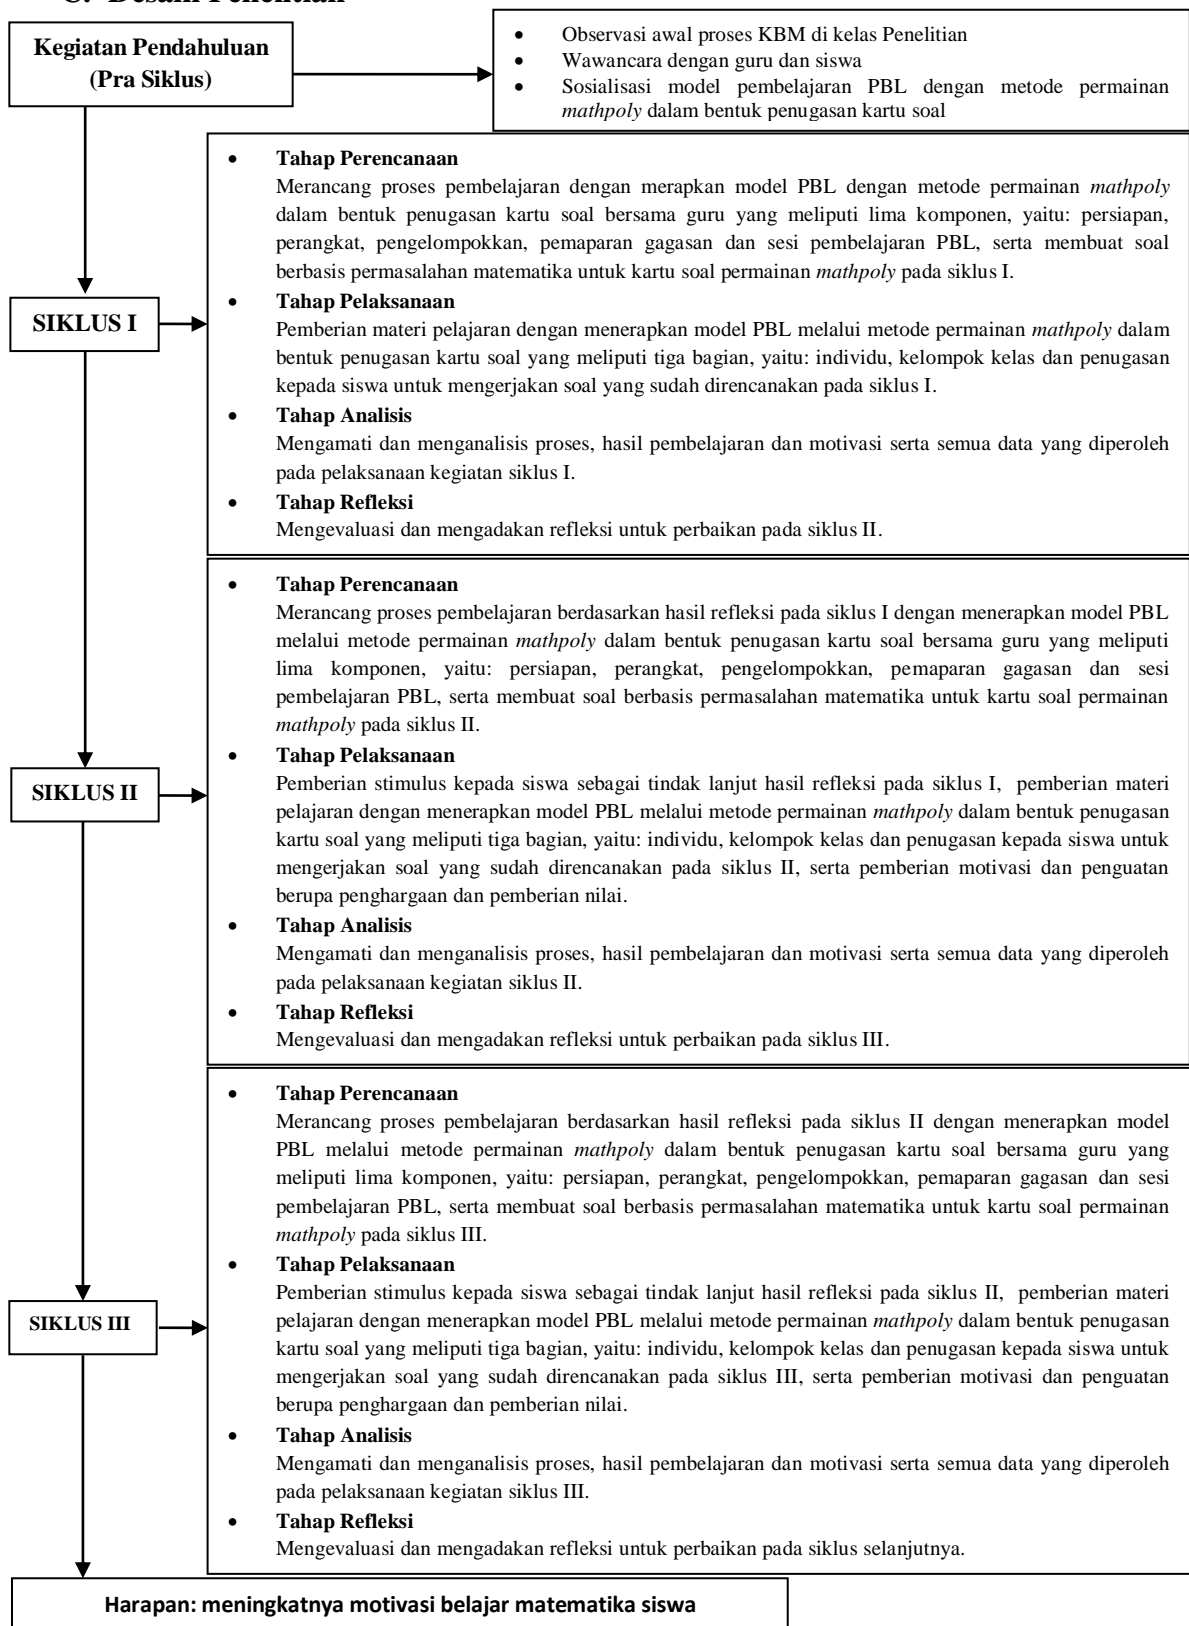 C. Desain Penelitian
Kegiatan Pendahuluan
(Pra Siklus)
• Observasi awal proses KBM di kelas Penelitian
• Wawancara dengan guru dan siswa
• Sosialisasi model pembelajaran PBL dengan metode permainan
mathpoly dalam bentuk penugasan kartu soal
SIKLUS I
• Tahap Perencanaan
Merancang proses pembelajaran dengan merapkan model PBL dengan metode permainan mathpoly
dalam bentuk penugasan kartu soal bersama guru yang meliputi lima komponen, yaitu: persiapan,
perangkat, pengelompokkan, pemaparan gagasan dan sesi pembelajaran PBL, serta membuat soal
berbasis permasalahan matematika untuk kartu soal permainan mathpoly pada siklus I.
• Tahap Pelaksanaan
Pemberian materi pelajaran dengan menerapkan model PBL melalui metode permainan mathpoly dalam
bentuk penugasan kartu soal yang meliputi tiga bagian, yaitu: individu, kelompok kelas dan penugasan
kepada siswa untuk mengerjakan soal yang sudah direncanakan pada siklus I.
• Tahap Analisis
Mengamati dan menganalisis proses, hasil pembelajaran dan motivasi serta semua data yang diperoleh
pada pelaksanaan kegiatan siklus I.
• Tahap Refleksi
Mengevaluasi dan mengadakan refleksi untuk perbaikan pada siklus II.
SIKLUS II
• Tahap Perencanaan
Merancang proses pembelajaran berdasarkan hasil refleksi pada siklus I dengan menerapkan model PBL
melalui metode permainan mathpoly dalam bentuk penugasan kartu soal bersama guru yang meliputi
lima komponen, yaitu: persiapan, perangkat, pengelompokkan, pemaparan gagasan dan sesi
pembelajaran PBL, serta membuat soal berbasis permasalahan matematika untuk kartu soal permainan
mathpoly pada siklus II.
• Tahap Pelaksanaan
Pemberian stimulus kepada siswa sebagai tindak lanjut hasil refleksi pada siklus I, pemberian materi
pelajaran dengan menerapkan model PBL melalui metode permainan mathpoly dalam bentuk penugasan
kartu soal yang meliputi tiga bagian, yaitu: individu, kelompok kelas dan penugasan kepada siswa untuk
mengerjakan soal yang sudah direncanakan pada siklus II, serta pemberian motivasi dan penguatan
berupa penghargaan dan pemberian nilai.
• Tahap Analisis
Mengamati dan menganalisis proses, hasil pembelajaran dan motivasi serta semua data yang diperoleh
pada pelaksanaan kegiatan siklus II.
• Tahap Refleksi
Mengevaluasi dan mengadakan refleksi untuk perbaikan pada siklus III.
SIKLUS III
• Tahap Perencanaan
Merancang proses pembelajaran berdasarkan hasil refleksi pada siklus II dengan menerapkan model
PBL melalui metode permainan mathpoly dalam bentuk penugasan kartu soal bersama guru yang
meliputi lima komponen, yaitu: persiapan, perangkat, pengelompokkan, pemaparan gagasan dan sesi
pembelajaran PBL, serta membuat soal berbasis permasalahan matematika untuk kartu soal permainan
mathpoly pada siklus III.
• Tahap Pelaksanaan
Pemberian stimulus kepada siswa sebagai tindak lanjut hasil refleksi pada siklus II, pemberian materi
pelajaran dengan menerapkan model PBL melalui metode permainan mathpoly dalam bentuk penugasan
kartu soal yang meliputi tiga bagian, yaitu: individu, kelompok kelas dan penugasan kepada siswa untuk
mengerjakan soal yang sudah direncanakan pada siklus III, serta pemberian motivasi dan penguatan
berupa penghargaan dan pemberian nilai.
• Tahap Analisis
Mengamati dan menganalisis proses, hasil pembelajaran dan motivasi serta semua data yang diperoleh
pada pelaksanaan kegiatan siklus III.
• Tahap Refleksi
Mengevaluasi dan mengadakan refleksi untuk perbaikan pada siklus selanjutnya.
Harapan: meningkatnya motivasi belajar matematika siswa